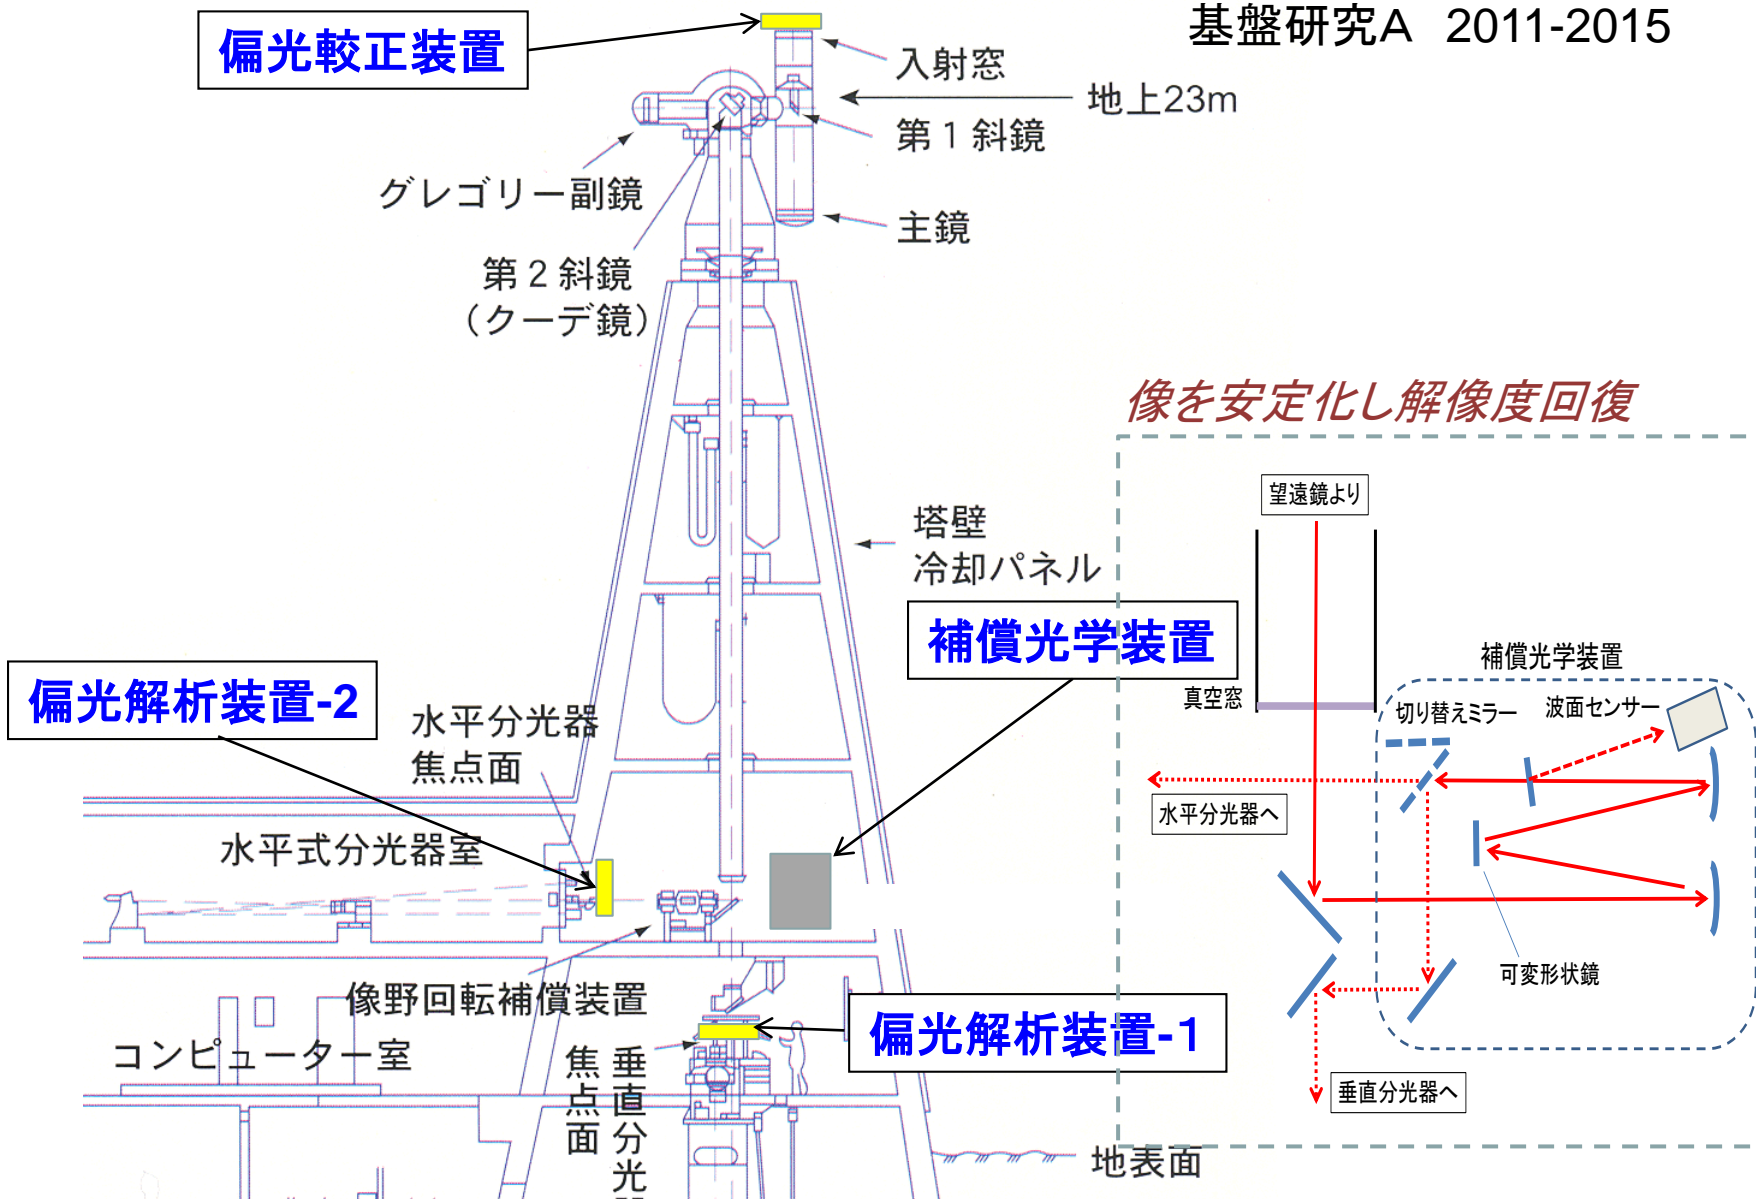 基盤研究A 2011-2015
偏光較正装置
入射窓
地上23m
第1斜鏡
グレゴリー副鏡
主鏡
第2斜鏡
(クーデ鏡)
像を安定化し解像度回復
望遠鏡より
塔壁
冷却パネル
補償光学装置
補償光学装置
偏光解析装置-2
真空窓
切り替えミラー
波面センサー
水平分光器
焦点面
水平分光器へ
水平式分光器室
可変形状鏡
像野回転補償装置
偏光解析装置-1
コンピューター室
垂直分光
焦点面
垂直分光器へ
地表面